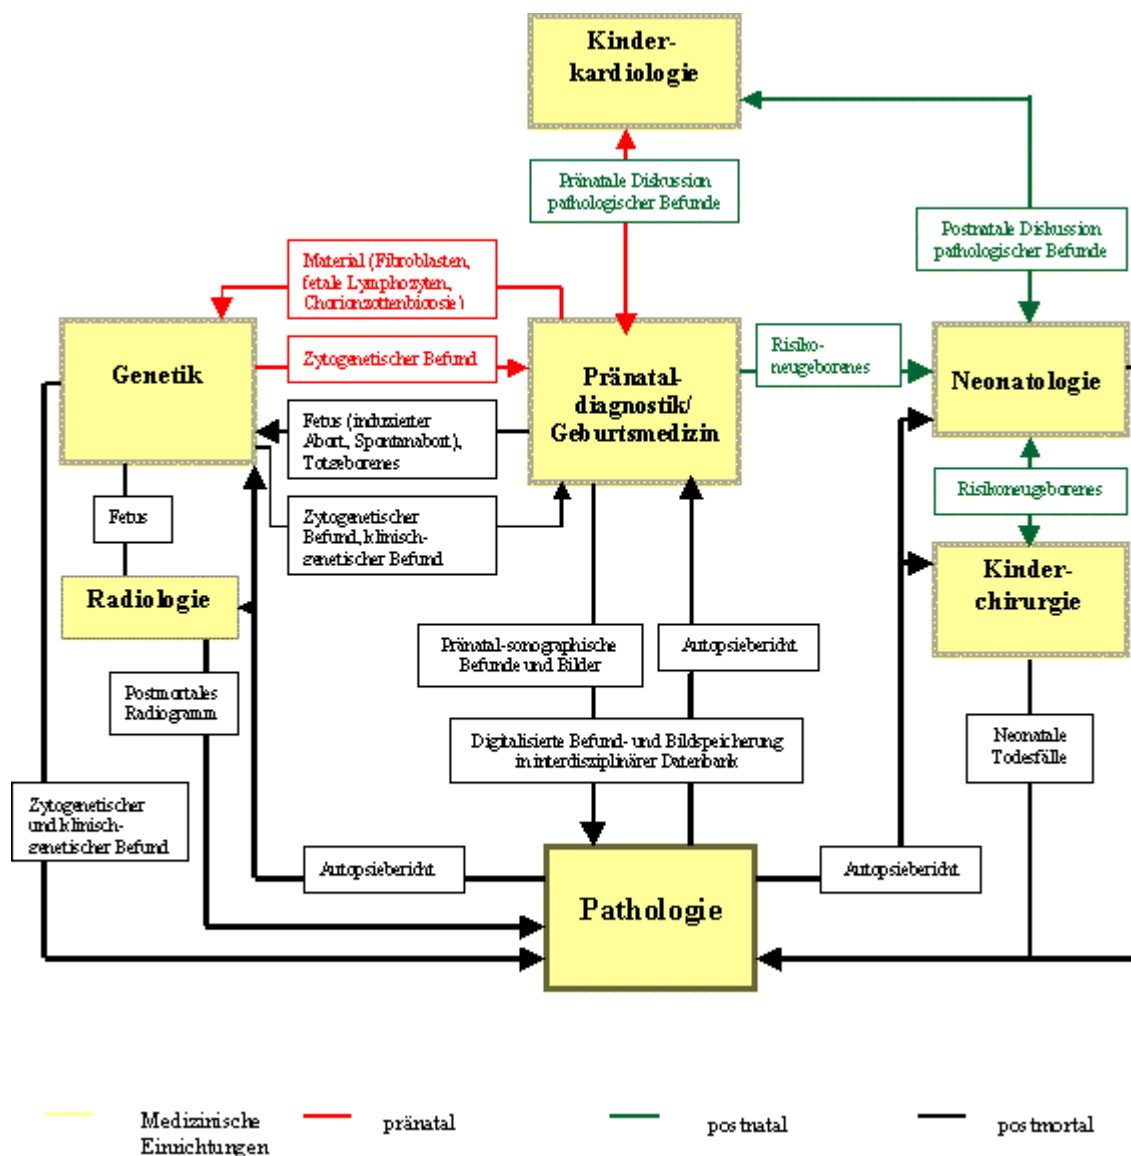 Kinder-
kardiologie
Pränatale Diskussion
pathologischer Befunde
Postnatale Diskussion
pathologischer Befunde
Material (Fibroblasten,
fetale Lymphozyten,
Chorionzottenbiopsie)
Genetik
Zytogenetischer Befund
Pränatal-
diagnostik/
Geburtsmedizin
Risiko-
neugeborenes
Neonatologie
Fetus (induzierter
Abort, Spontanabort),
Totgeborenes
Risikoneugeborenes
Fetus
Zytogenetischer
Befund, klinisch-
genetischer Befund
Kinder-
chirurgie
Radiologie
Pränatal-sonographische
Befunde und Bilder
Autopsiebericht
Postmortales
Radiogramm
Digitalisierte Befund- und Bildspeicherung
in interdisziplinärer Datenbank
Neonatale
Todesfälle
Zytogenetischer
und klinisch-
genetischer Befund
Autopsiebericht
Autopsiebericht
Pathologie
Medizinische
Einrichtungen
pränatal
postnatal
postmortal